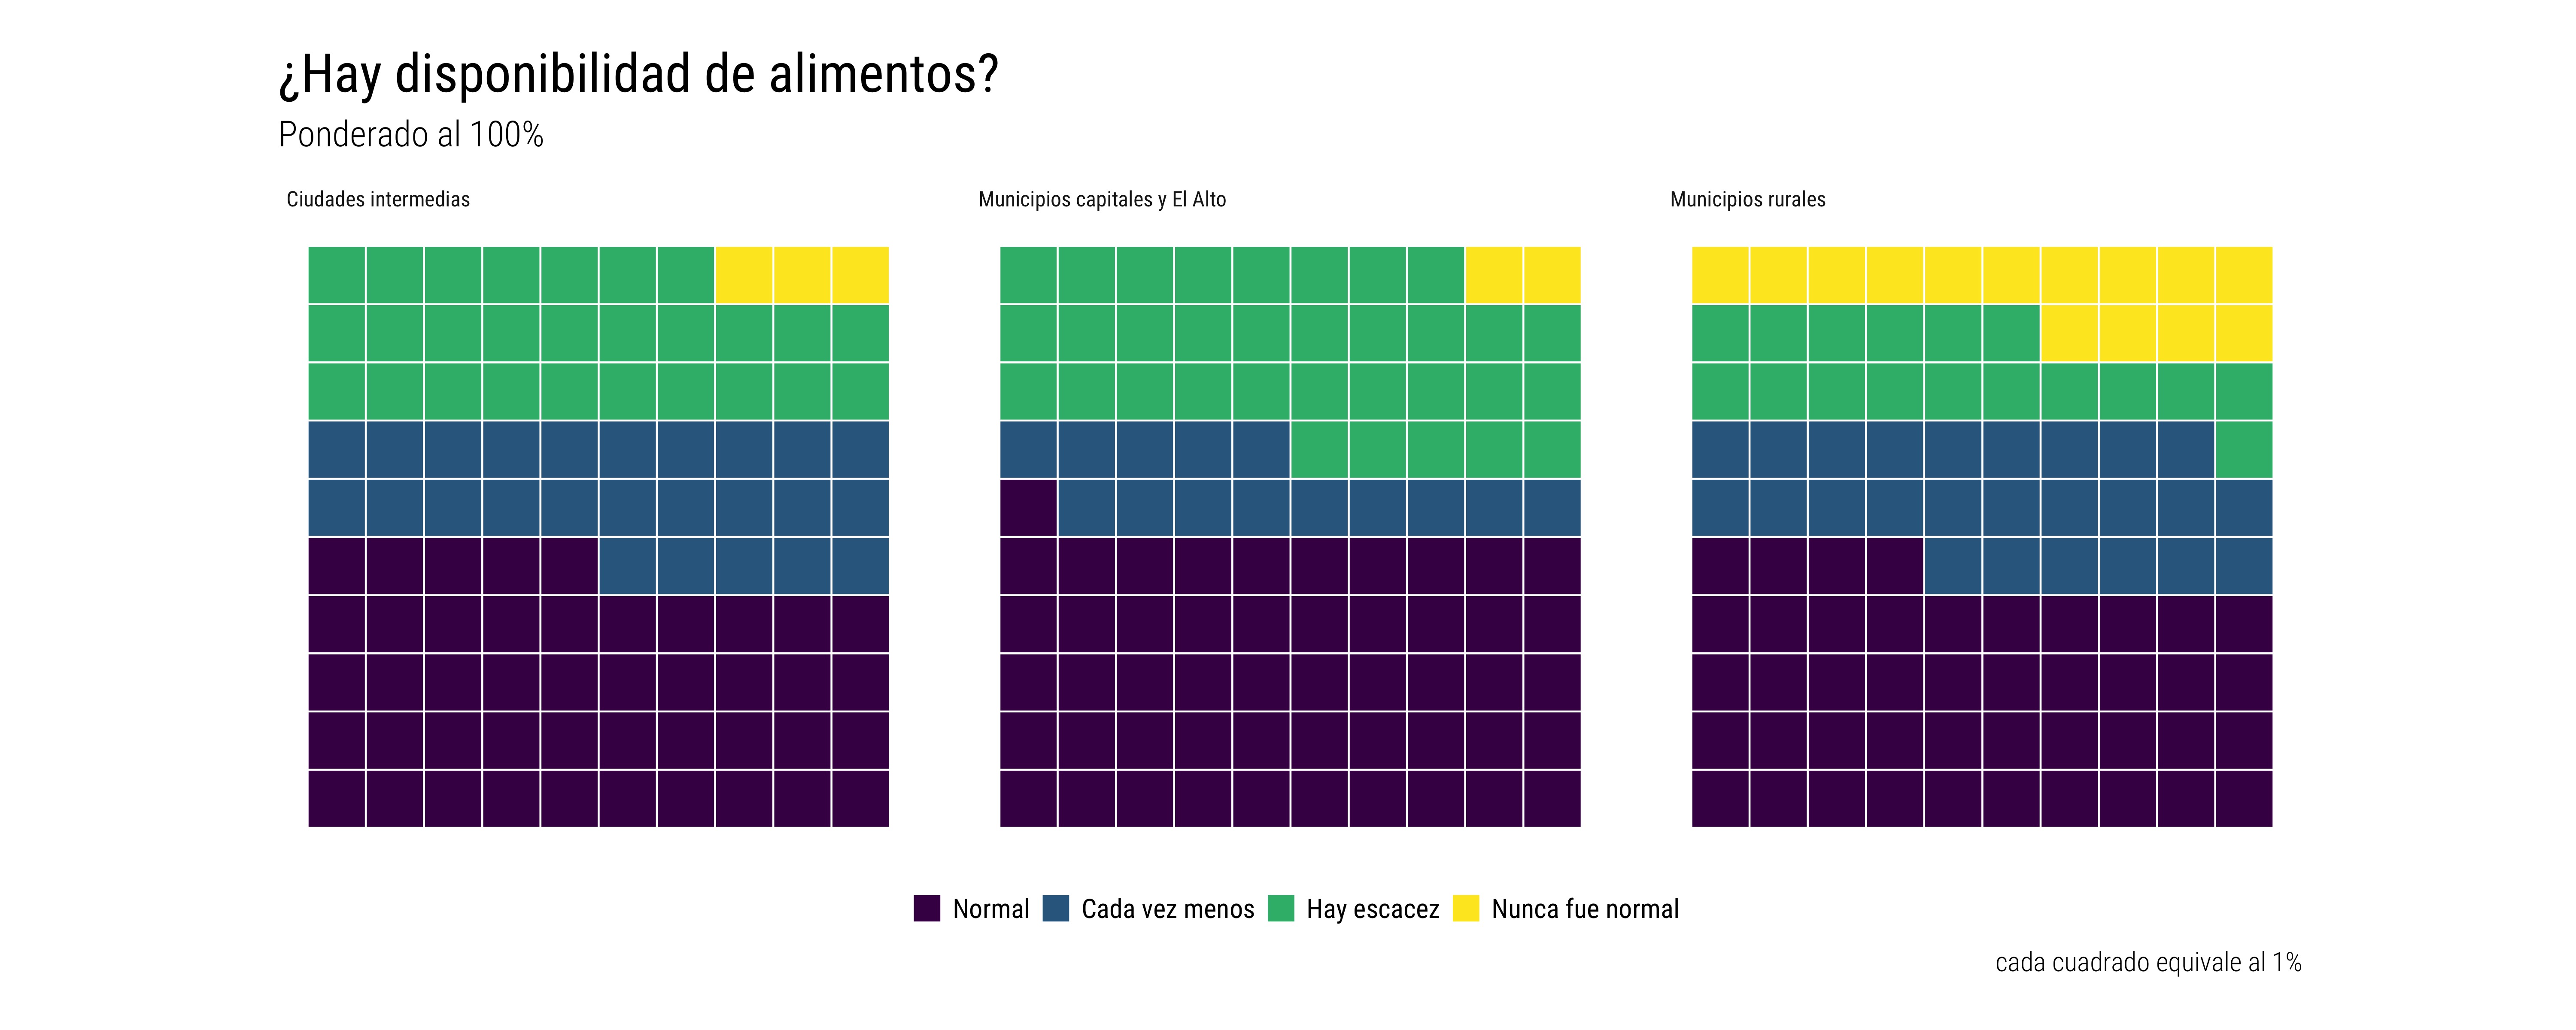 ¿Hay disponibilidad de alimentos?
Ponderado al 100%
Ciudades intermedias
Municipios capitales y El Alto
Municipios rurales
Normal
Cada vez menos
Hay escacez
Nunca fue normal
cada cuadrado equivale al 1%